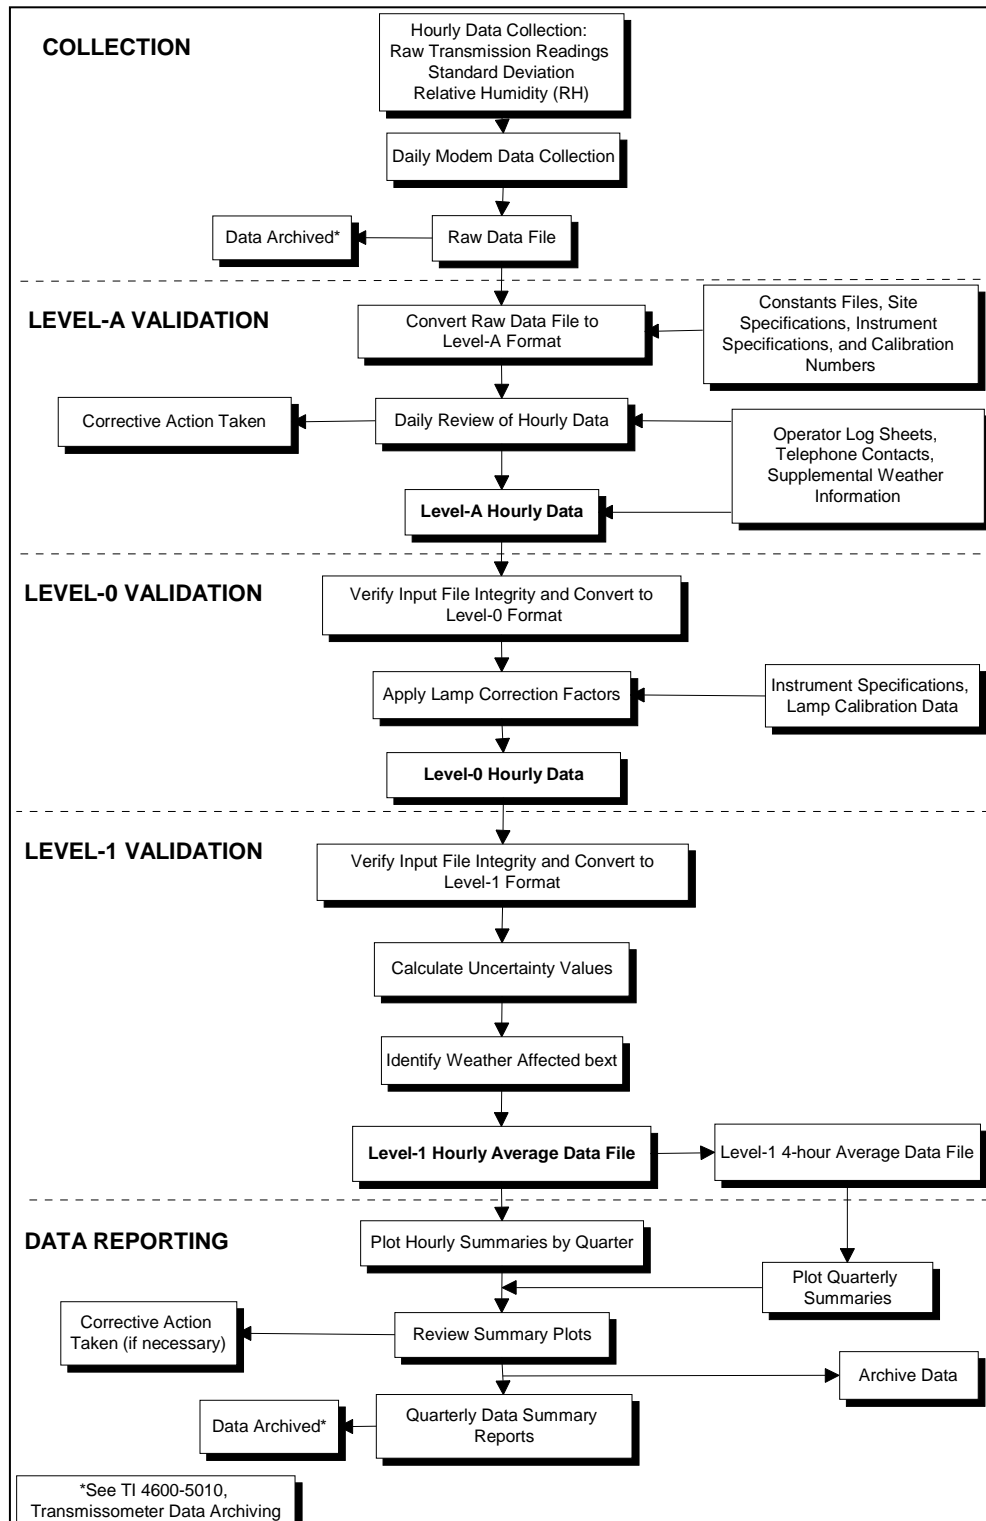 COLLECTION
Hourly Data Collection:
Raw Transmission Readings
Standard Deviation
Relative Humidity (RH)
Daily Modem Data Collection
Data Archived*
Raw Data File
LEVEL-A VALIDATION
Convert Raw Data File to
Level-A Format
Constants Files, Site
Specifications, Instrument
Specifications, and Calibration
Numbers
Corrective Action Taken
Daily Review of Hourly Data
Operator Log Sheets,
Telephone Contacts,
Supplemental Weather
Information
Level-A Hourly Data
LEVEL-0 VALIDATION
Verify Input File Integrity and Convert to
Level-0 Format
Apply Lamp Correction Factors
Instrument Specifications,
Lamp Calibration Data
Level-0 Hourly Data
LEVEL-1 VALIDATION
Verify Input File Integrity and Convert to
Level-1 Format
Calculate Uncertainty Values
Identify Weather Affected bext
Level-1 Hourly Average Data File
Level-1 4-hour Average Data File
DATA REPORTING
Plot Hourly Summaries by Quarter
Plot Quarterly
Summaries
Corrective Action
Taken (if necessary)
Review Summary Plots
Archive Data
Data Archived*
Quarterly Data Summary
Reports
*See TI 4600-5010,
Transmissometer Data Archiving